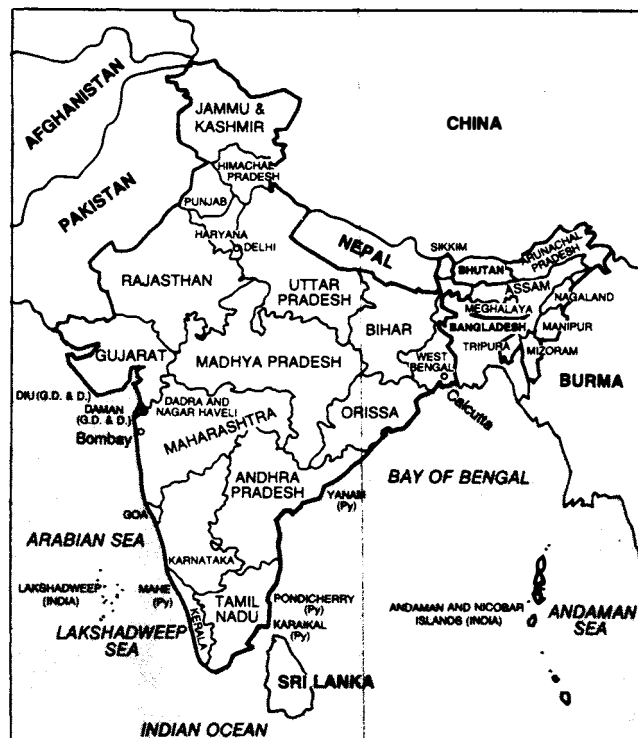 AFGHANISTAN
JAMMU &
KASHMIR
CHINA
PAKISTAN
HIMACHAL
PRADESH
PUNJAB
HARYANA
DELHI
NEPAL
SIKKIM
BHUTAN
ARUNACHAL
PRADESH
RAJASTHAN
UTTAR
PRADESH
ASSAM
NAGALAND
MEGHALAYA
BIHAR
BANGLADESH
MANIPUR
GUJARAT
MADHYA PRADESH
WEST
BENGAL
TRIPURA
MIZORAM
BURMA
DIU (G.D. & D.)
DADRA AND
NAGAR HAVELI
DAMAN
(G.D. & D.)
Calcutta
ORISSA
MAHARASHTRA
Bombay
ANDHRA
PRADESH
BAY OF BENGAL
YANAM
(Py)
GOA
ARABIAN SEA
KARNATAKA
LAKSHADWEEP
(INDIA)
MAHE
(Py)
TAMIL
NADU
PONDICHERRY
(Py)
ANDAMAN AND NICOBAR
ISLANDS (INDIA)
ANDAMAN
SEA
KERALA
KARAIKAL
(Py)
LAKSHADWEEP
SEA
SRI LANKA
INDIAN OCEAN